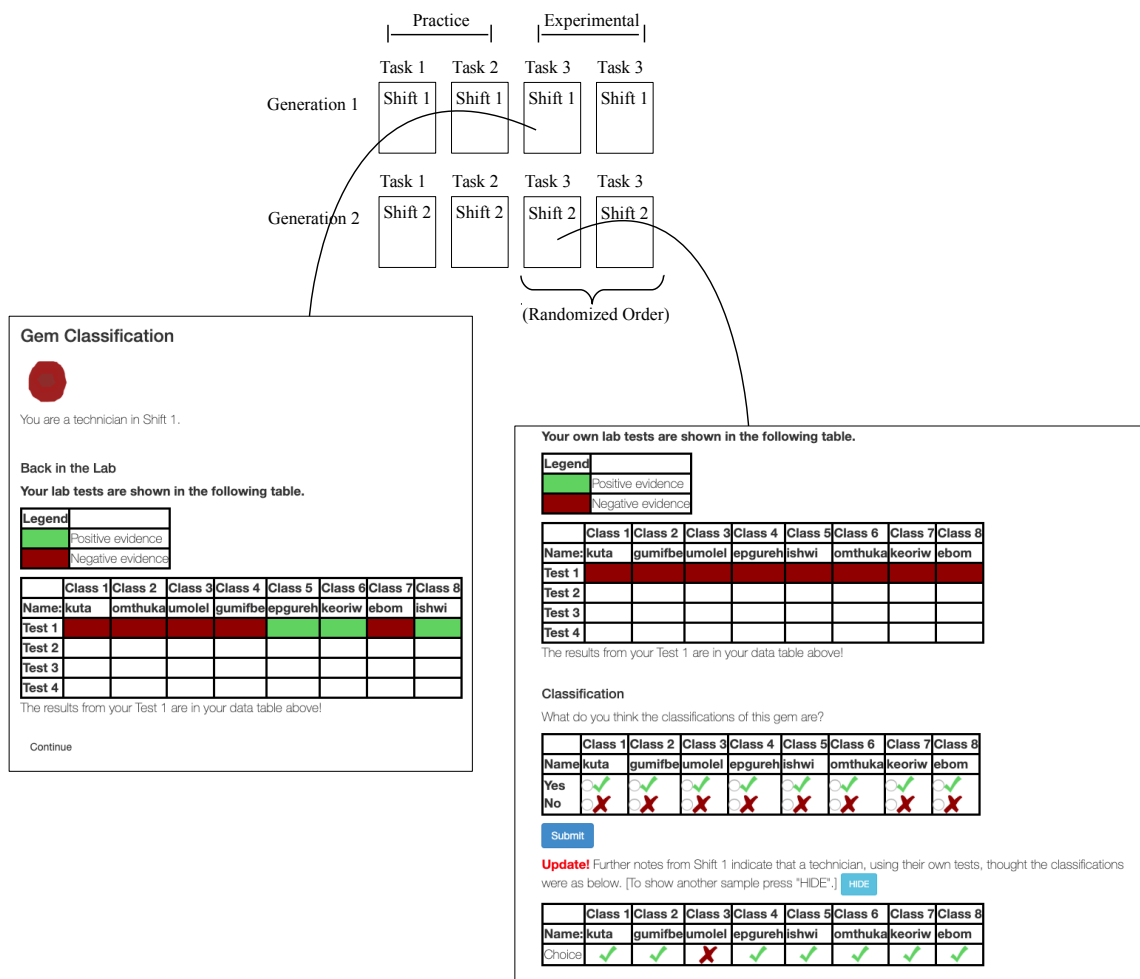 Practice Experimental
Task 1 Task 2 Task 3 Task 3
Generation 1 Shift 1 Shift 1 Shift 1 Shift 1
Task 1 Task 2 Task 3 Task 3
Generation 2 Shift 2 Shift 2 Shift 2 Shift 2
(Randomized Order)
Gem Classification
You are a technician in Shift 1.
Back in the Lab
Your lab tests are shown in the following table.
Legend
Positive evidence
Negative evidence
Class 1 Class 2 Class 3 Class 4 Class 5 Class 6 Class 7 Class 8
Name: kuta omthuka umolel gumifbe epgureh keoriw ebom ishwi
Test 1
Test 2
Test 3
Test 4
The results from your Test 1 are in your data table above!
Continue
Your own lab tests are shown in the following table.
Legend
Positive evidence
Negative evidence
Class 1 Class 2 Class 3 Class 4 Class 5 Class 6 Class 7 Class 8
Name: kuta gumifbe umolel epgureh ishwi omthuka keoriw ebom
Test 1
Test 2
Test 3
Test 4
The results from your Test 1 are in your data table above!
Classification
What do you think the classifications of this gem are?
Class 1 Class 2 Class 3 Class 4 Class 5 Class 6 Class 7 Class 8
Name kuta gumifbe umolel epgureh ishwi omthuka keoriw ebom
Yes
No
Submit
Update! Further notes from Shift 1 indicate that a technician, using their own tests, thought the classifications
were as below. [To show another sample press "HIDE".] HIDE
Class 1 Class 2 Class 3 Class 4 Class 5 Class 6 Class 7 Class 8
Name: kuta gumifbe umolel epgureh ishwi omthuka keoriw ebom
Choice